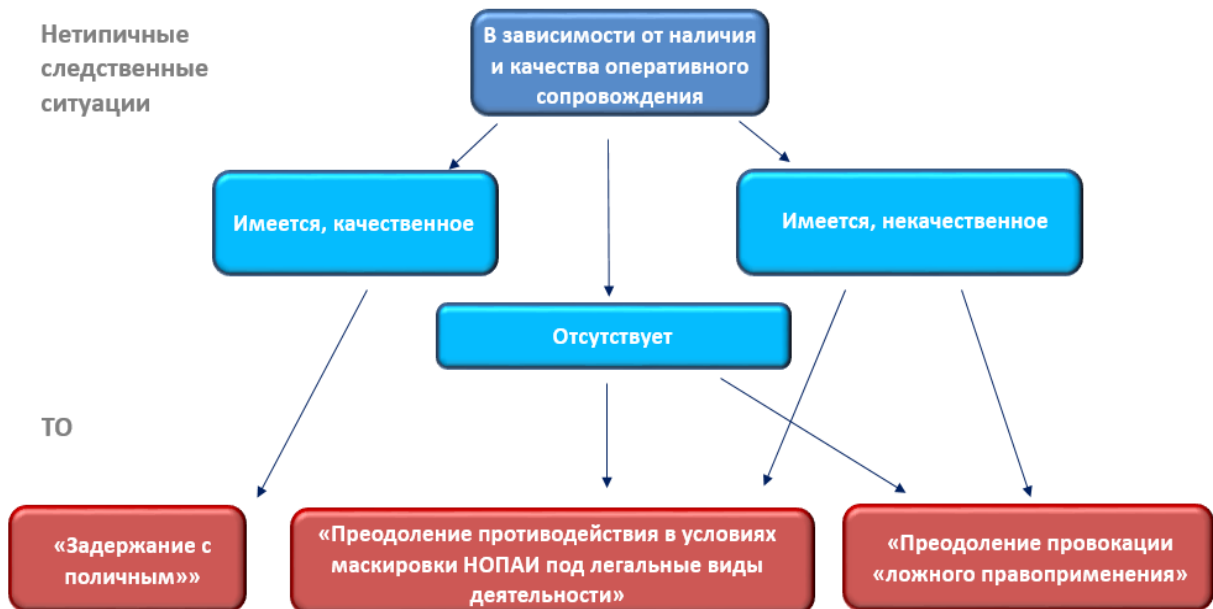 Нетипичные
следственные
ситуации
В зависимости от наличия
и качества оперативного
сопровождения
Имеется, качественное
Имеется, некачественное
Отсутствует
ТО
«Задержание с
поличным»»
«Преодоление противодействия в условиях
маскировки НОПАИ под легальные виды
деятельности»
«Преодоление провокации
«ложного правоприменения»